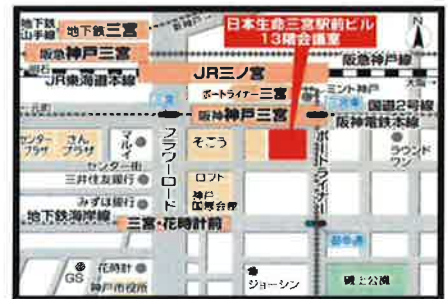 日本生命三宮駅前ビル
13階会議室
N
地下鉄
山手線
地下鉄三宮
阪急神戸三宮
阪急神戸線
JR三ノ宮
JR東海道本線
ポートライナー三宮
ミント神戸
三宮
三宮東
国道2号線
元町
阪神神戸三宮
阪神電鉄本線
センター
プラザ
さん
プラザ
マルイ
フラワーロード
そごう
ポートライナー
ラウンド
ワン
センター街
三井住友銀行
ロフト
みずほ銀行
神戸
国際会館
地下鉄海岸線
三宮・花時計前
GS
花時計
神戸市役所
ジョーシン
磯上公園